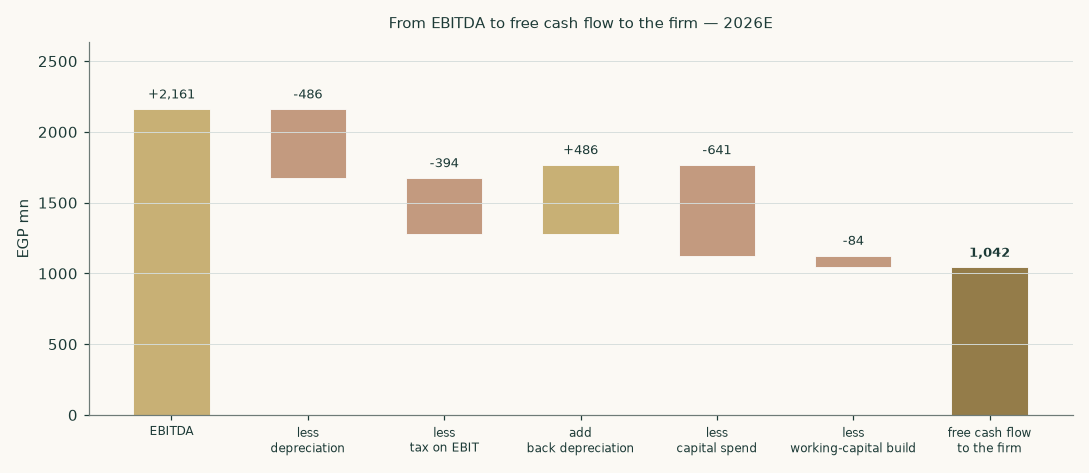 From EBITDA to free cash flow to the firm — 2026E
EGP mn
2500
2000
1500
1000
500
0
+2,161
-486
-394
+486
-641
-84
1,042
EBITDA
less
depreciation
less
tax on EBIT
add
back depreciation
less
capital spend
less
working-capital build
free cash flow
to the firm